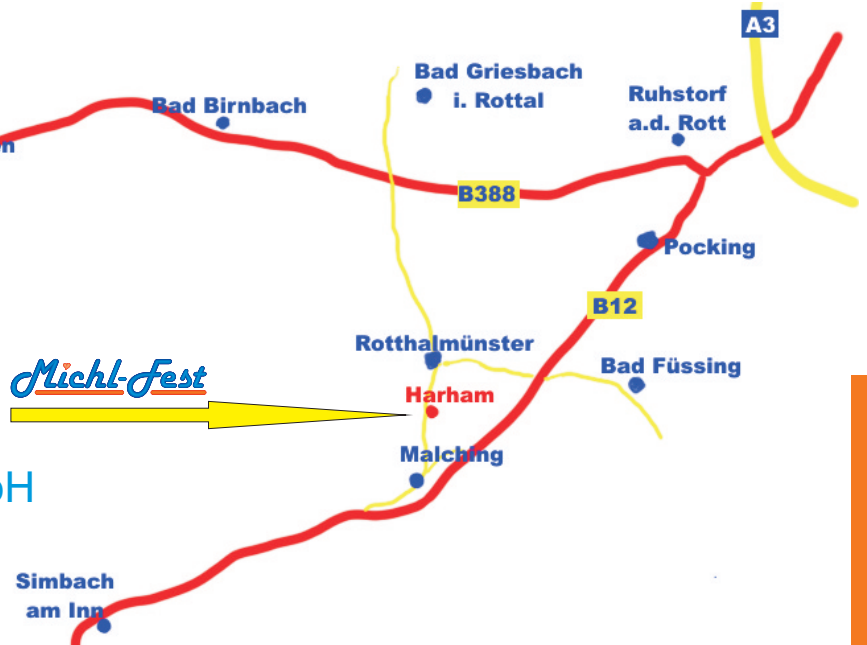 A3
Bad Griesbach
i. Rottal
Ruhstorf
a.d. Rott
Bad Birnbach
n
B388
Pocking
B12
Rotthalmünster
Bad Füssing
Michl-Fest
Harham
Malching
bH
Simbach
am Inn